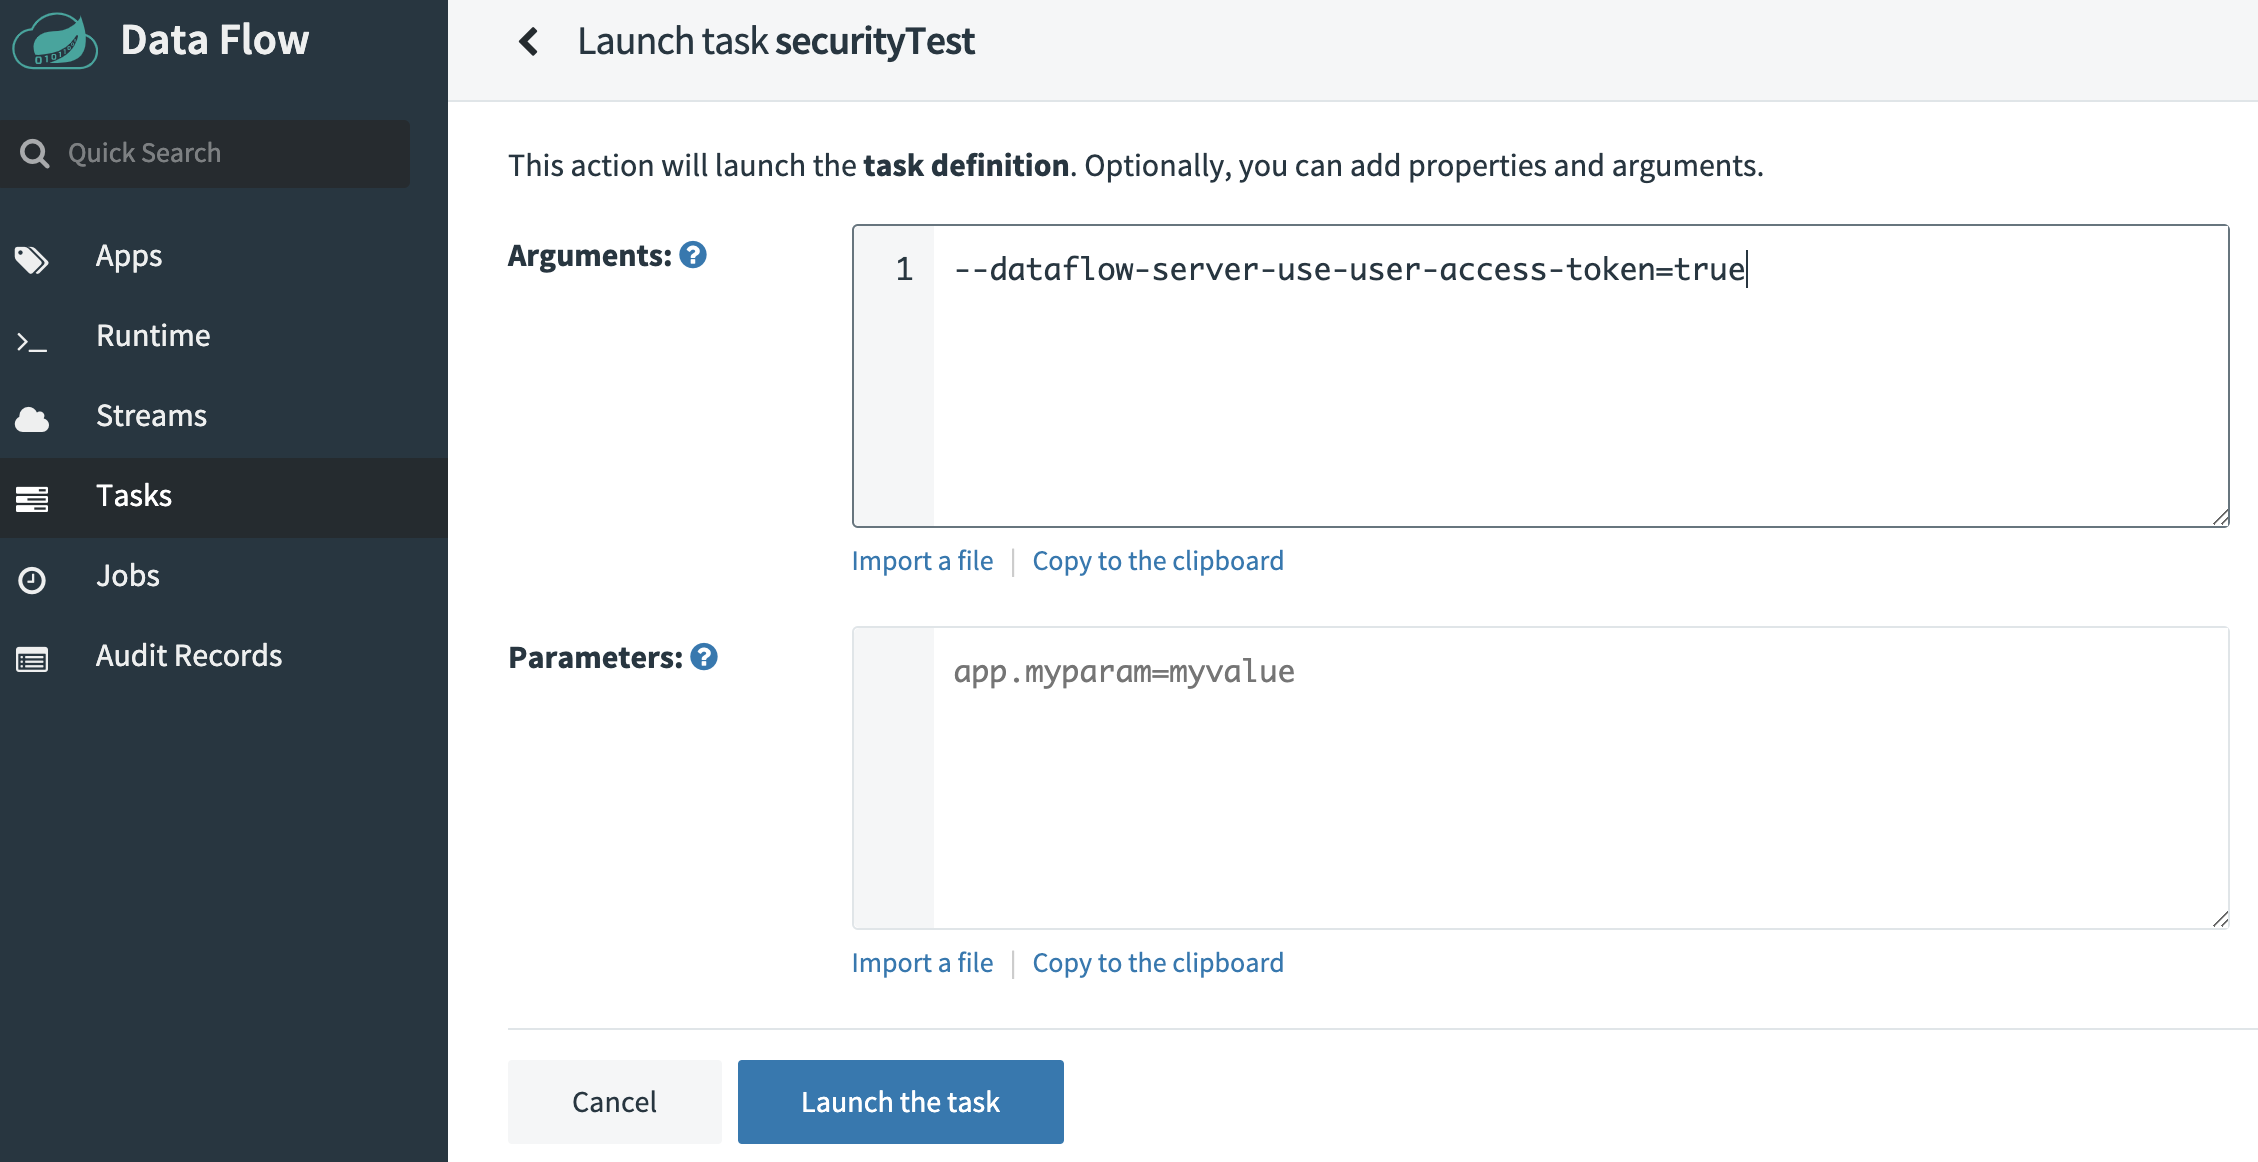 Data Flow
Quick Search
Apps
Runtime
Streams
Tasks
Jobs
Audit Records
Launch task securityTest
This action will launch the task definition. Optionally, you can add properties and arguments.
Arguments: ?
1 --dataflow-server-use-user-access-token=true
Import a file | Copy to the clipboard
Parameters: ?
app.myparam=myvalue
Import a file | Copy to the clipboard
Cancel Launch the task